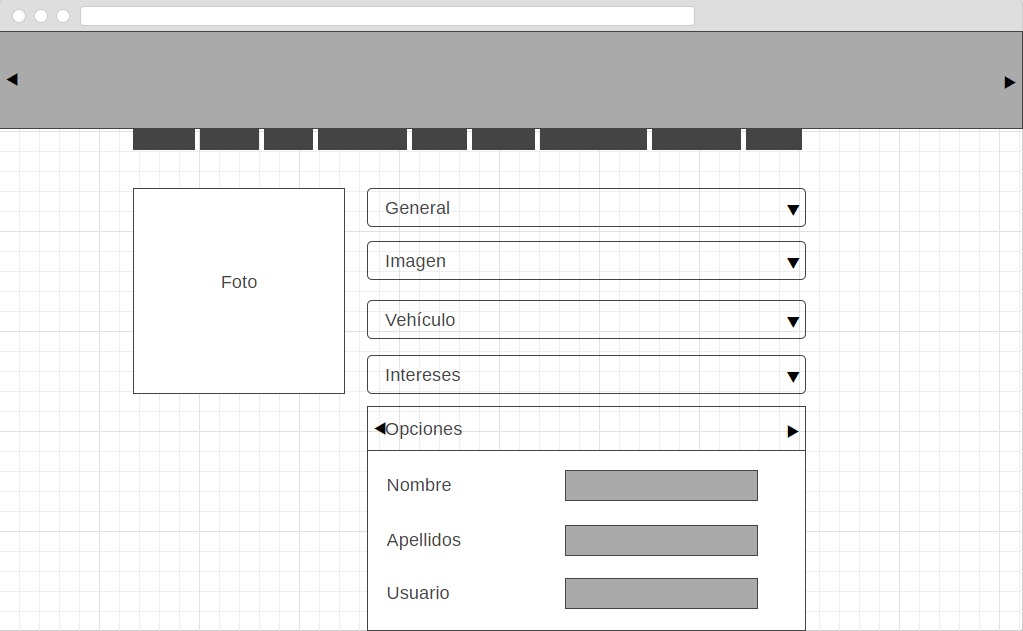 Foto
General
Imagen
Vehículo
Intereses
Opciones
Nombre
Apellidos
Usuario